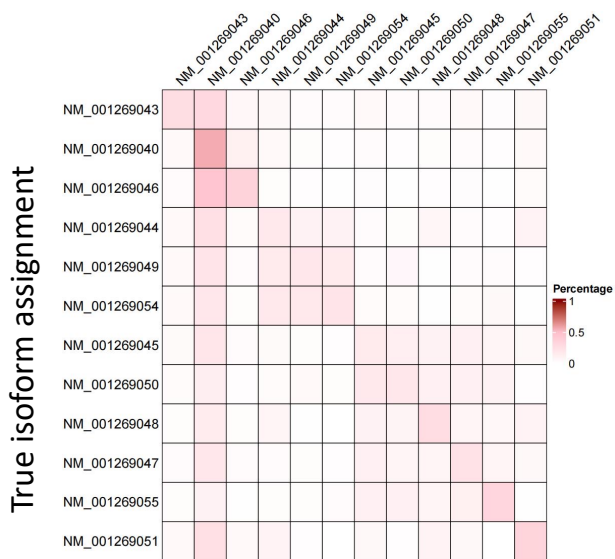 NM_001269043
NM_001269040
NM_001269046
NM_001269044
NM_001269049
NM_001269054
NM_001269045
NM_001269050
NM_001269048
NM_001269047
NM_001269055
NM_001269051
True isoform assignment
NM_001269043
NM_001269040
NM_001269046
NM_001269044
NM_001269049
NM_001269054
NM_001269045
NM_001269050
NM_001269048
NM_001269047
NM_001269055
NM_001269051
Percentage
1
0.5
0